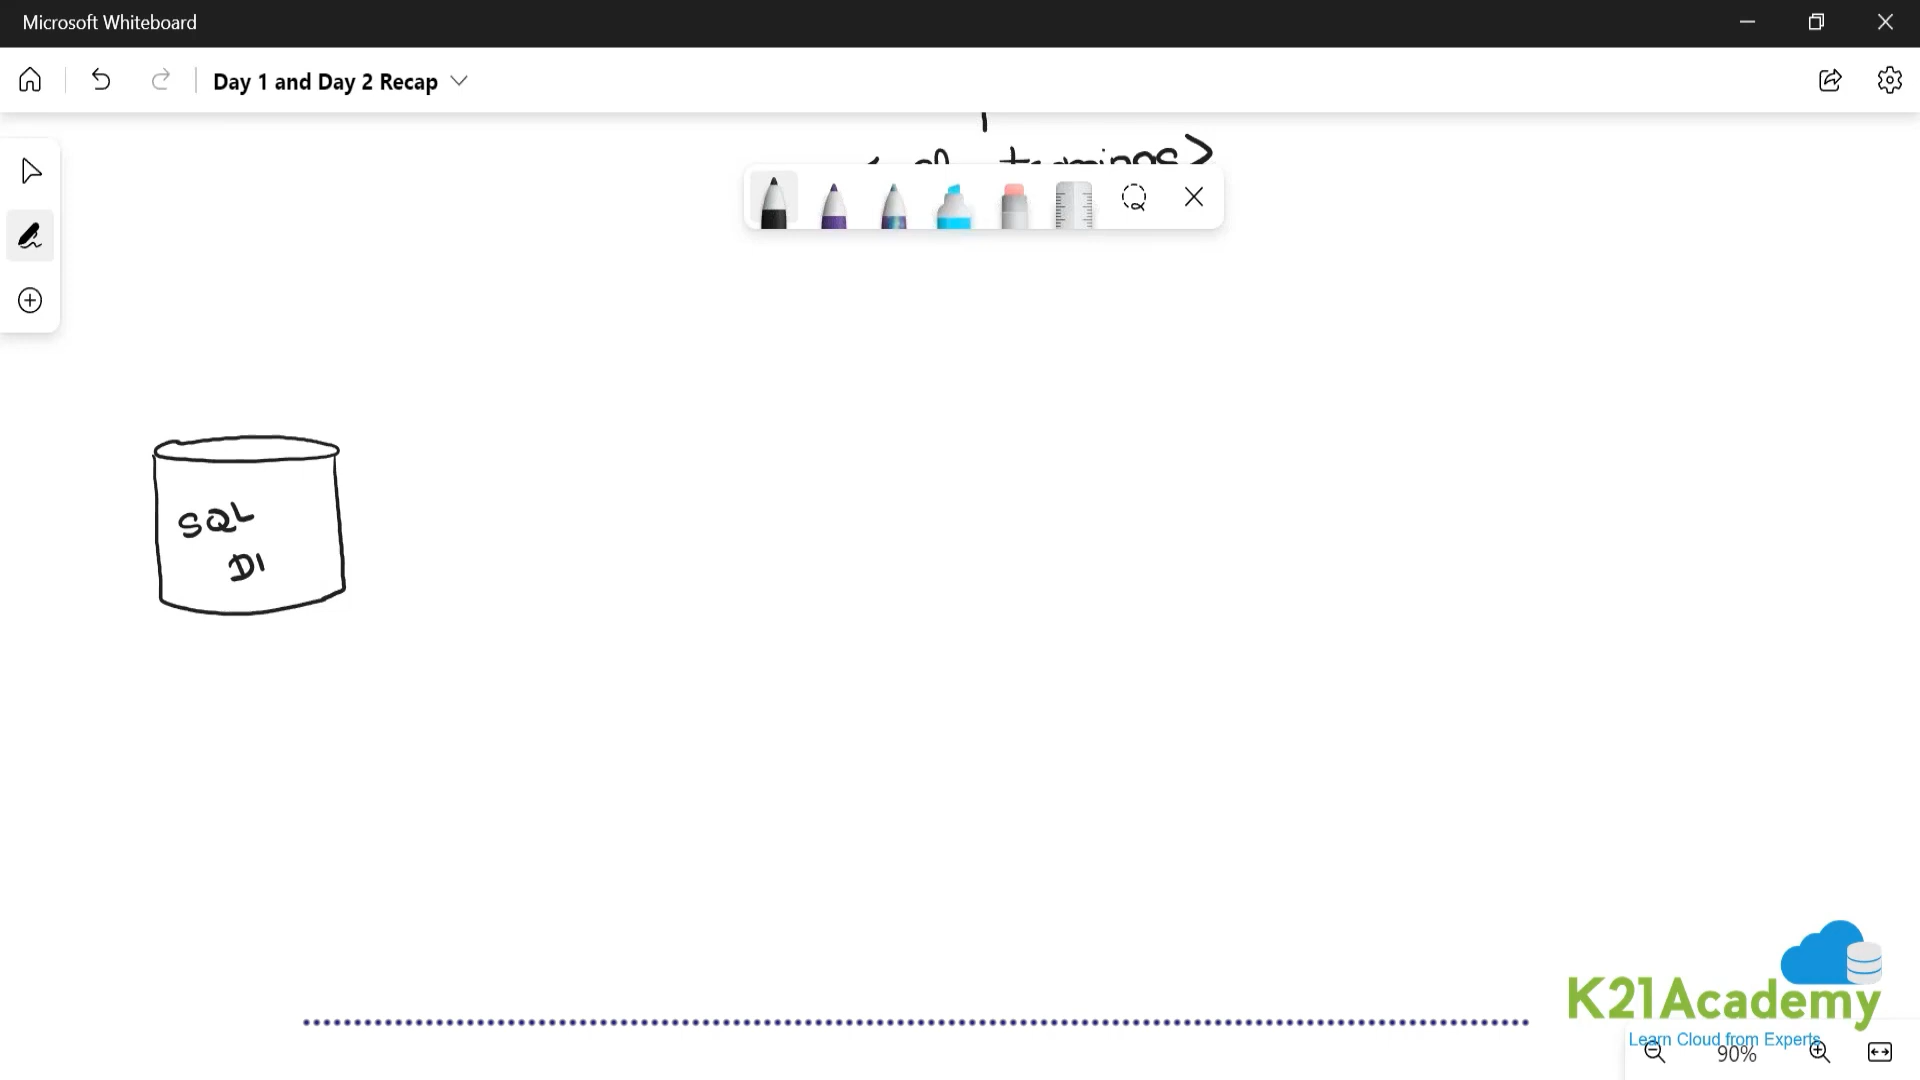 Microsoft Whiteboard
Day 1 and Day 2 Recap
SQL
DI
K21Academy
Learn Cloud from Experts
90%